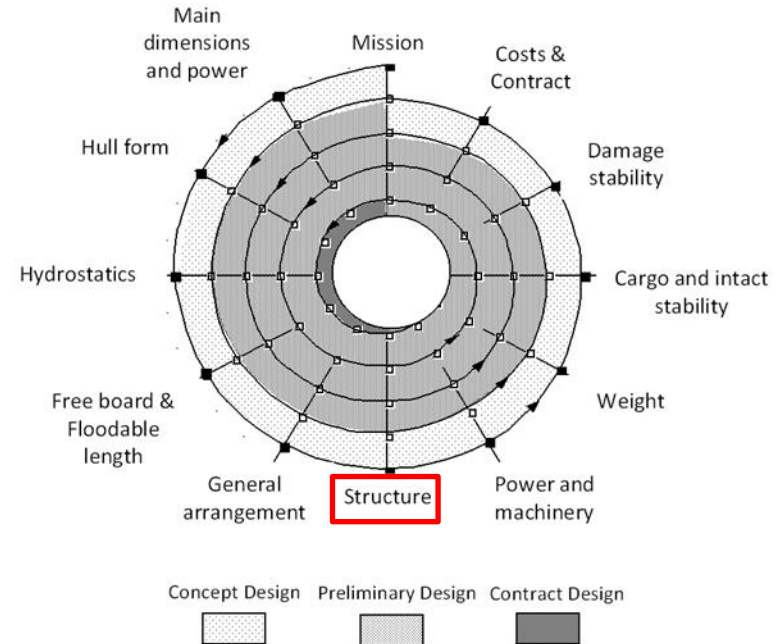 Main
dimensions
and power
Mission
Costs &
Contract
Hull form
Damage
stability
Hydrostatics
Cargo and intact
stability
Free board &
Floodable
length
Weight
General
arrangement
Structure
Power and
machinery
Concept Design
Preliminary Design
Contract Design